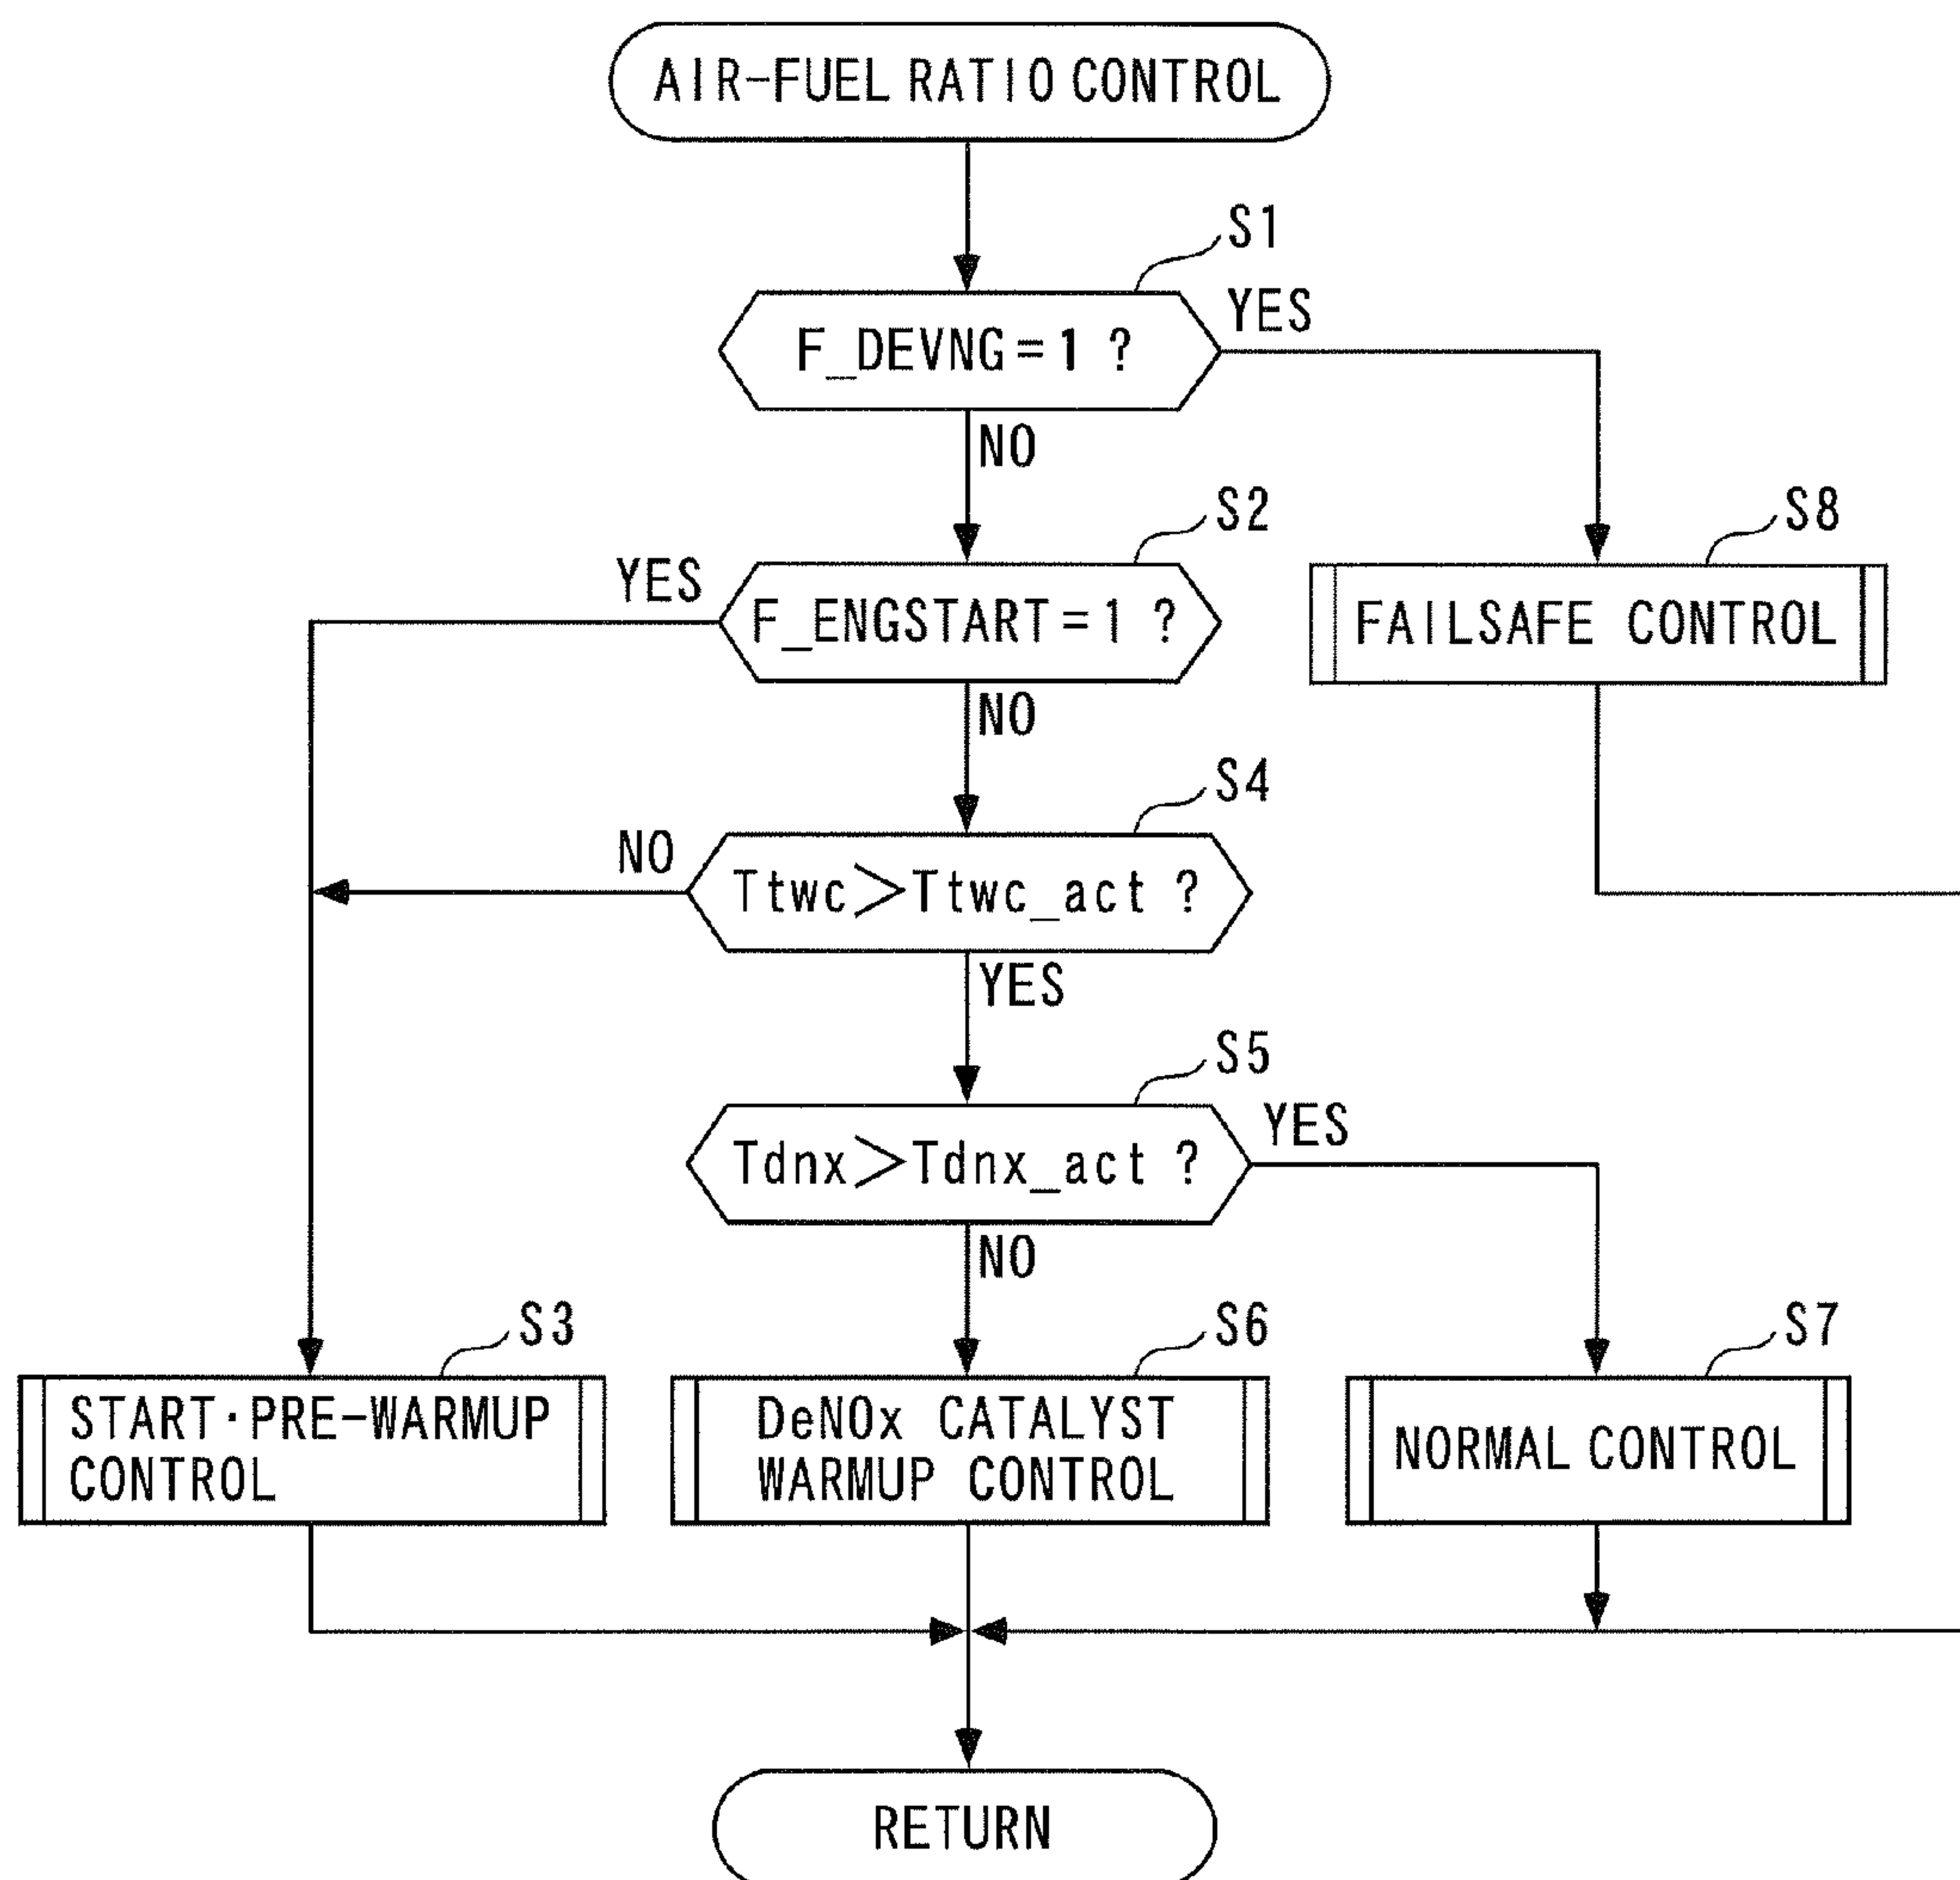 AIR-FUEL RATIO CONTROL
S1
F_DEVNG=1 ?
YES
NO
S2
YES
F_ENGSTART=1 ?
S8
FAILSAFE CONTROL
NO
S4
NO
Ttwc>Ttwc_act ?
YES
S5
Tdnx>Tdnx_act ?
YES
NO
S3
START·PRE-WARMUP
CONTROL
S6
DeNOx CATALYST
WARMUP CONTROL
S7
NORMAL CONTROL
RETURN